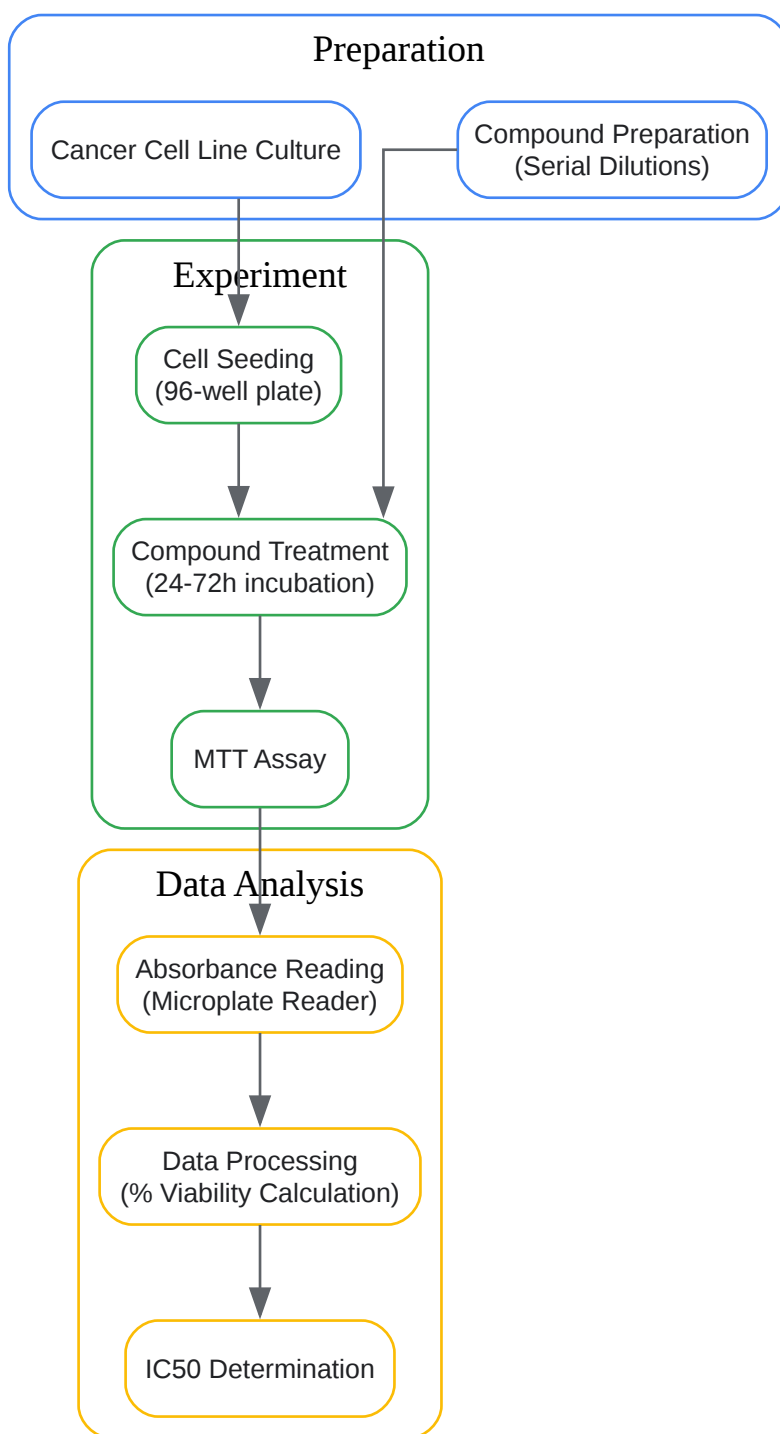 Preparation
Cancer Cell Line Culture
Compound Preparation
(Serial Dilutions)
Experiment
Cell Seeding
(96-well plate)
Compound Treatment
(24-72h incubation)
MTT Assay
Data Analysis
Absorbance Reading
(Microplate Reader)
Data Processing
(% Viability Calculation)
IC50 Determination